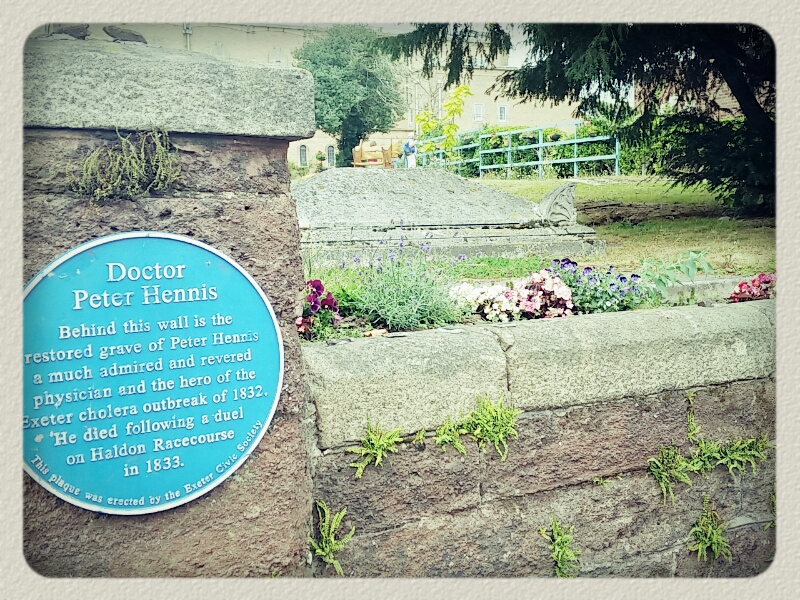 Doctor
Peter Hennis
Behind this wall is the
restored grave of Peter Hennis
a much admired and revered
physician and the hero of the
Exeter cholera outbreak of 1832.
He died following a duel
on Haldon Racecourse
in 1833.
This plaque was erected by the Exeter Civic Society